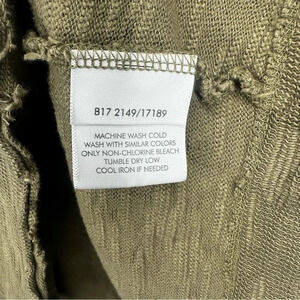 817 2149/17189
MACHINE WASH COLD
WASH WITH SIMILAR COLORS
ONLY NON-CHLORINE BLEACH
TUMBLE DRY LOW
COOL IRON IF NEEDED